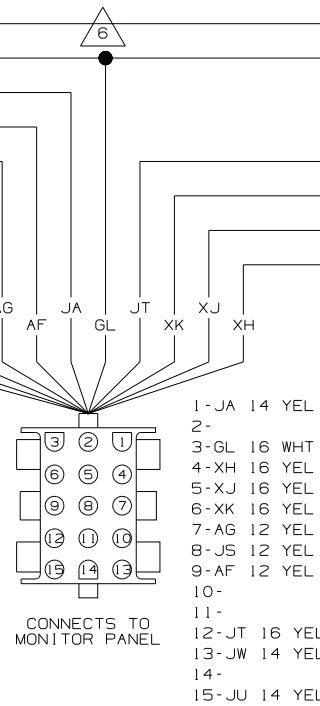 6
AG
JA
JT
XJ
AF
GL
XK
XH
3 2 1
6 5 4
9 8 7
12 11 10
15 14 13
CONNECTS TO
MONITOR PANEL
1-JA 14 YEL
2-
3-GL 16 WHT
4-XH 16 YEL
5-XJ 16 YEL
6-XK 16 YEL
7-AG 12 YEL
8-JS 12 YEL
9-AF 12 YEL
10-
11-
12-JT 16 YEL
13-JW 14 YEL
14-
15-JU 14 YEL